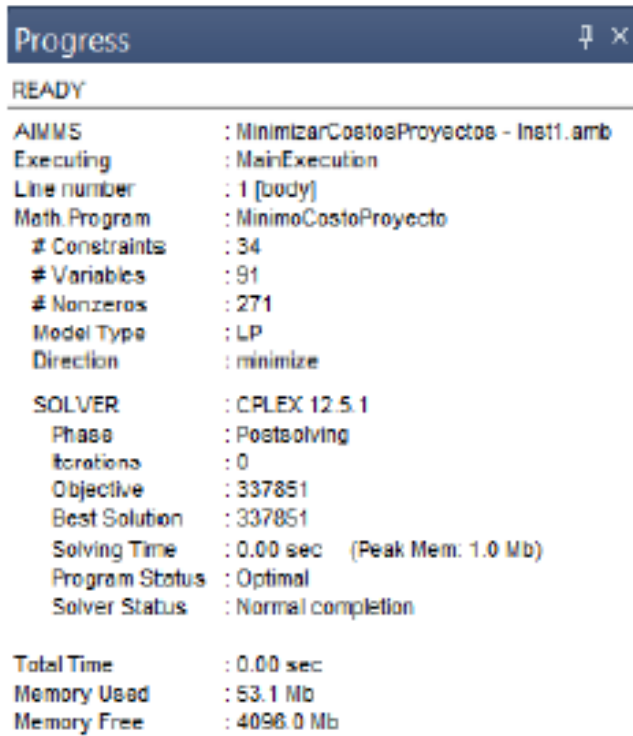 Progress
READY
AIMMS : MinimizarCostosProyectos - Inst1.amb
Executing : MainExecution
Line number : 1 [body]
Math.Program : MinimoCostoProyecto
# Constraints : 34
# Variables : 91
# Nonzeros : 271
Model Type : LP
Direction : minimize
SOLVER : CPLEX 12.5.1
Phase : Postsolving
Iterations : 0
Objective : 337851
Best Solution : 337851
Solving Time : 0.00 sec (Peak Mem: 1.0 Mb)
Program Status : Optimal
Solver Status : Normal completion
Total Time : 0.00 sec
Memory Used : 53.1 Mb
Memory Free : 4096.0 Mb